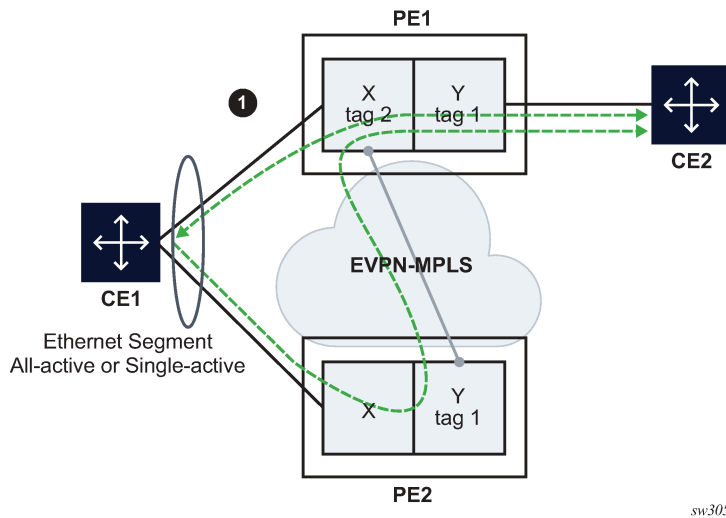 PE1
1
X
tag 2
Y
tag 1
CE2
EVPN-MPLS
CE1
Ethernet Segment
All-active or Single-active
X
Y
tag 1
PE2